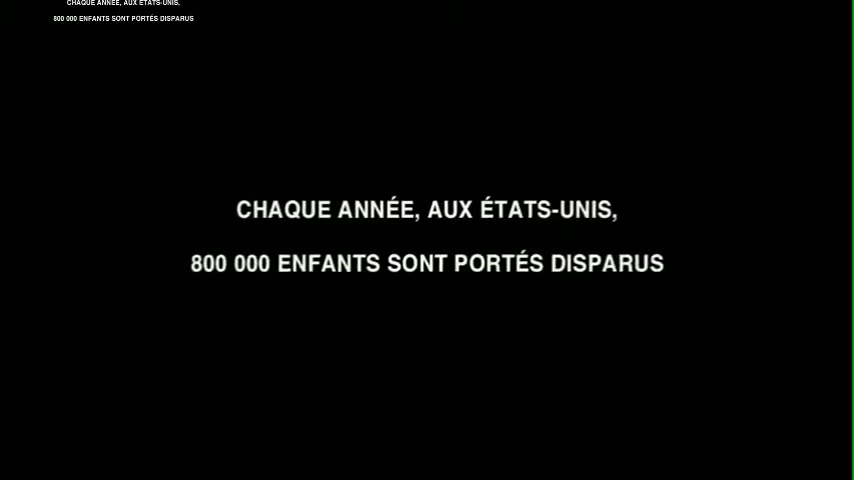 CHAQUE ANNÉE, AUX ÉTATS-UNIS,
800 000 ENFANTS SONT PORTÉS DISPARUS
CHAQUE ANNÉE, AUX ÉTATS-UNIS,
800 000 ENFANTS SONT PORTÉS DISPARUS